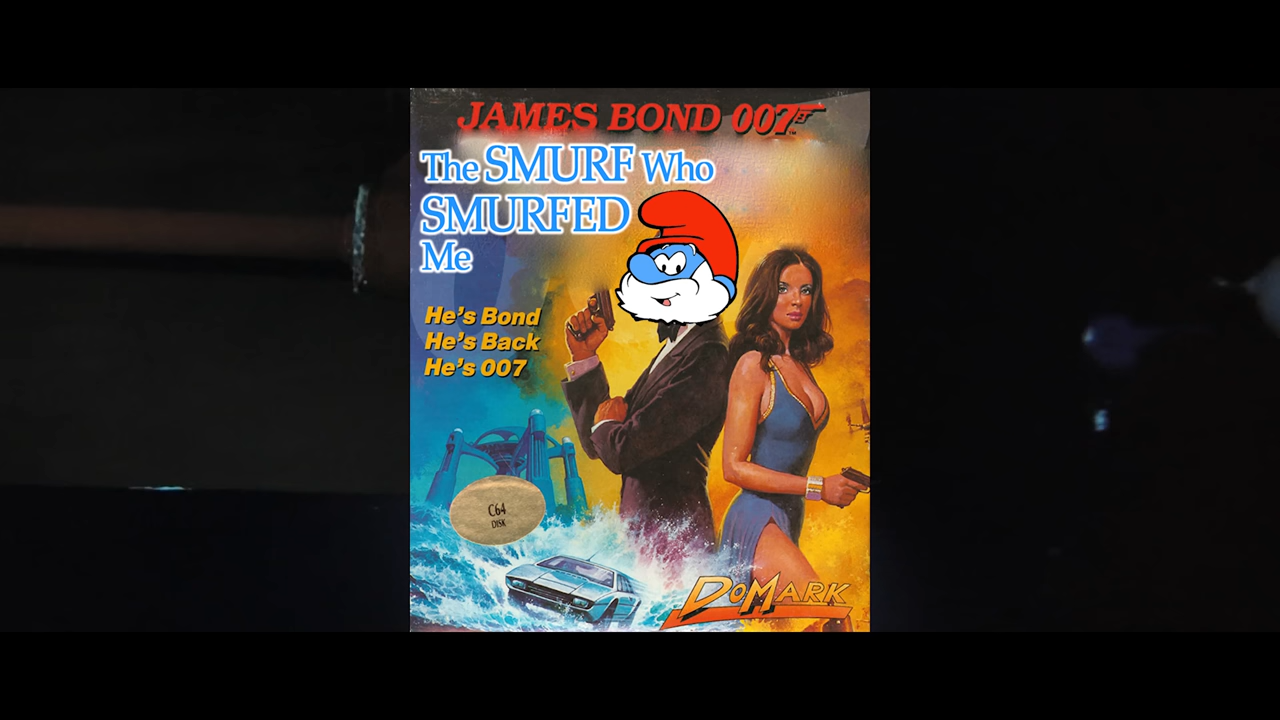 JAMES BOND 007
The SMURF Who
SMURFED
Me
He's Bond
He's Back
He's 007
C64
DISK
DOMARK